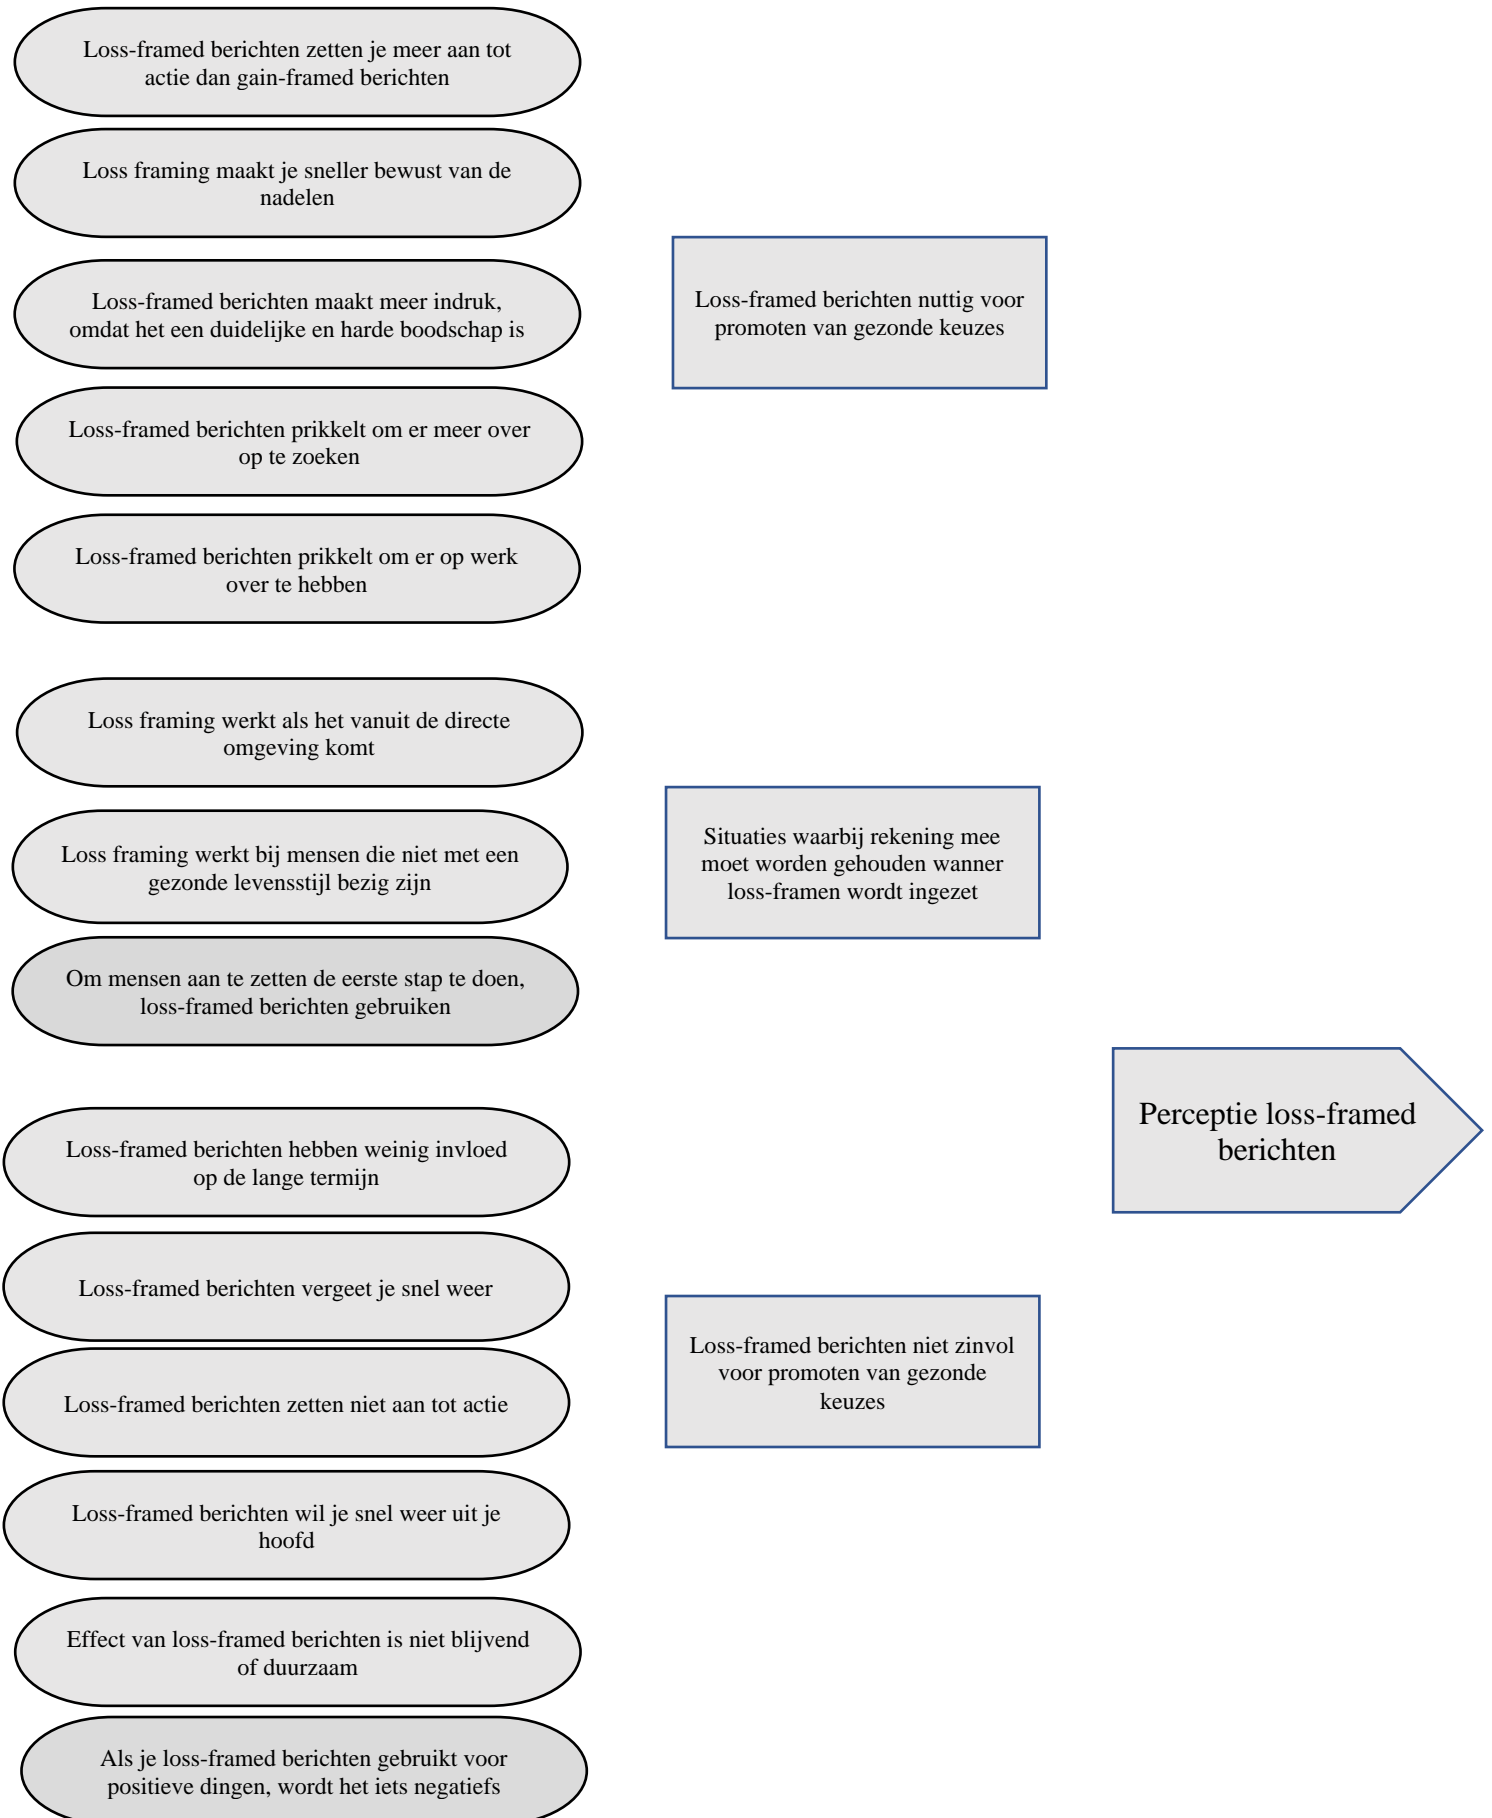 Loss-framed berichten zetten je meer aan tot
actie dan gain-framed berichten
Loss framing maakt je sneller bewust van de
nadelen
Loss-framed berichten maakt meer indruk,
omdat het een duidelijke en harde boodschap is
Loss-framed berichten prikkelt om er meer over
op te zoeken
Loss-framed berichten prikkelt om er op werk
over te hebben
Loss framing werkt als het vanuit de directe
omgeving komt
Loss framing werkt bij mensen die niet met een
gezonde levensstijl bezig zijn
Om mensen aan te zetten de eerste stap te doen,
loss-framed berichten gebruiken
Loss-framed berichten hebben weinig invloed
op de lange termijn
Loss-framed berichten vergeet je snel weer
Loss-framed berichten zetten niet aan tot actie
Loss-framed berichten wil je snel weer uit je
hoofd
Effect van loss-framed berichten is niet blijvend
of duurzaam
Als je loss-framed berichten gebruikt voor
positieve dingen, wordt het iets negatiefs
Loss-framed berichten nuttig voor
promoten van gezonde keuzes
Situaties waarbij rekening mee
moet worden gehouden wanner
loss-framen wordt ingezet
Loss-framed berichten niet zinvol
voor promoten van gezonde
keuzes
Perceptie loss-framed
berichten